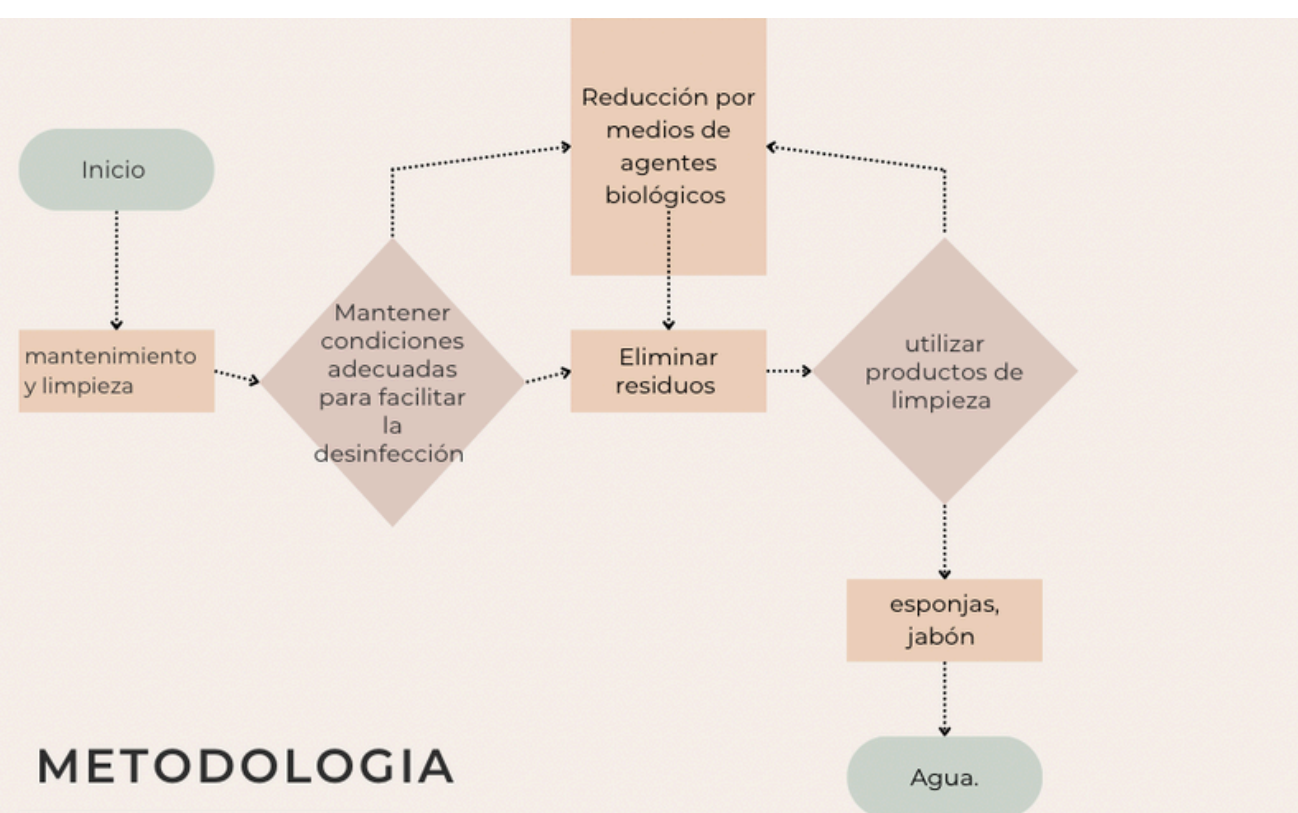 Inicio
mantenimiento
y limpieza
Mantener
condiciones
adecuadas
para facilitar
la
desinfección
Reducción por
medios de
agentes
biológicos
Eliminar
residuos
utilizar
productos de
limpieza
esponjas,
jabón
Agua.
METODOLOGIA